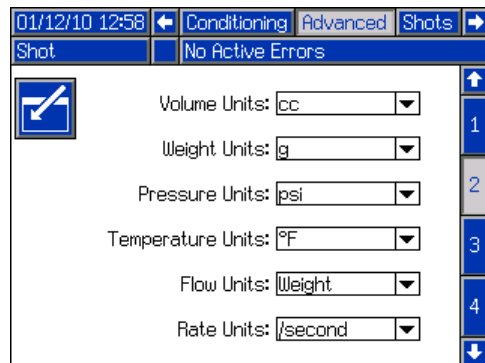 01/12/10 12:58 Conditioning Advanced Shots
Shot No Active Errors
Volume Units: cc
1
Weight Units: g
2
Pressure Units: psi
Temperature Units: °F
3
Flow Units: Weight
4
Rate Units: /second